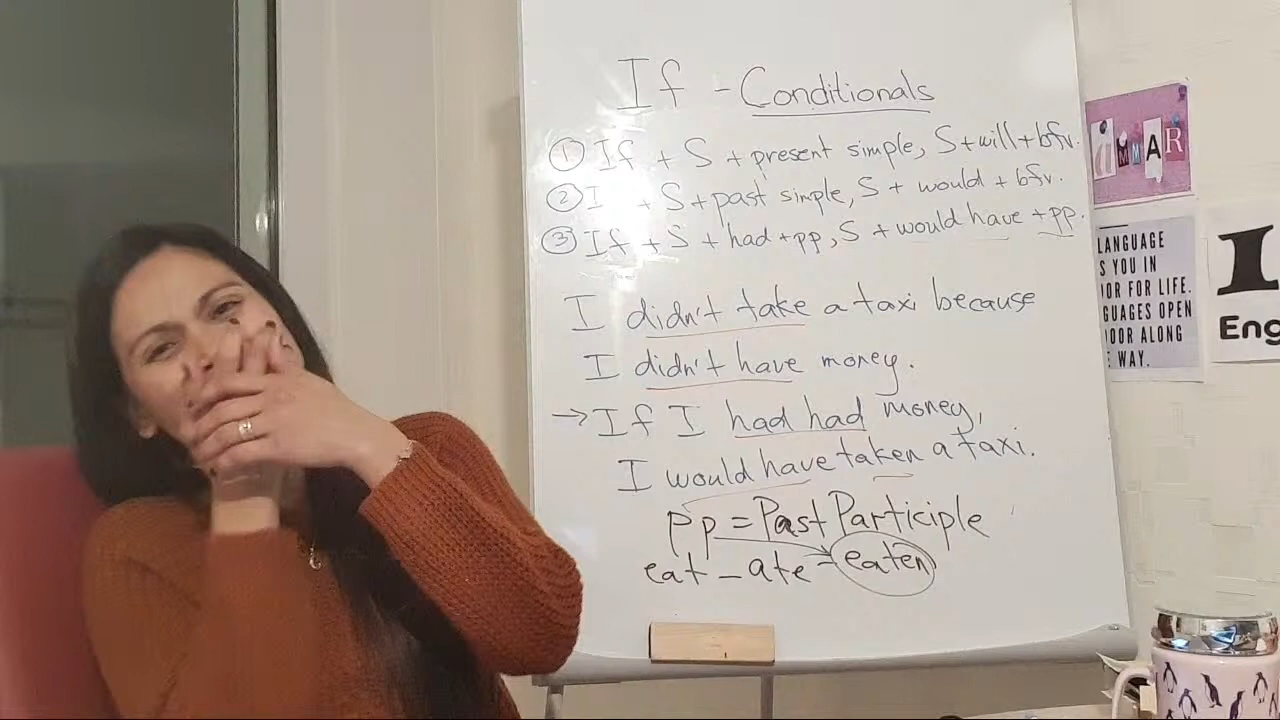 If - Conditionals
① If + S + present simple, S + will + bfv.
② I + S + past simple, S + would + bfv.
③ If + S + had + pp, S + would have + pp.
I didn't take a taxi because
I didn't have money.
→ If I had had money,
I would have taken a taxi.
pp = Past Participle
eat - ate - eaten
LANGUAGE
S YOU IN
OR FOR LIFE.
GUAGES OPEN
OOR ALONG
WAY.
I
Eng